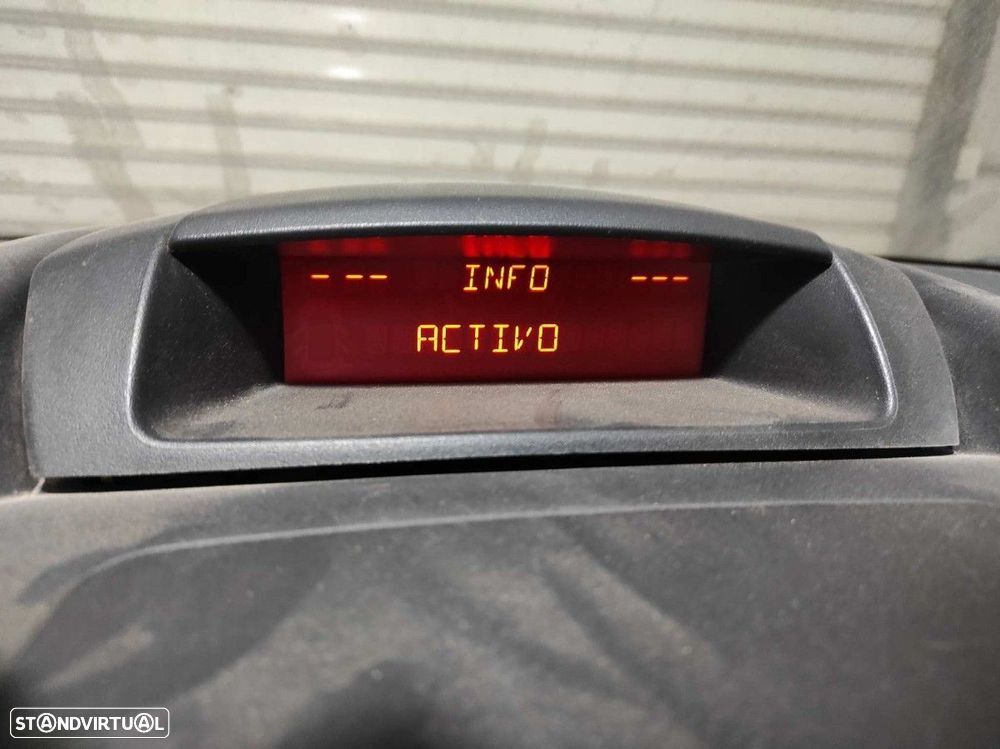 - --- INFO ---
ACTIVO
STANDVIRTUAL